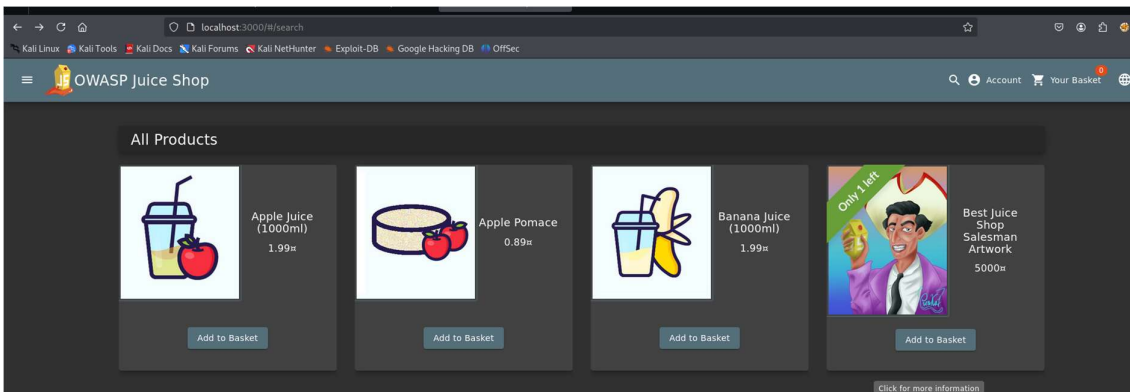 localhost:3000/#/search
Kali Linux Kali Tools Kali Docs Kali Forums Kali NetHunter Exploit-DB Google Hacking DB OffSec
OWASP Juice Shop
Account
0
Your Basket
All Products
Apple Juice
(1000ml)
1.99¤
Add to Basket
Apple Pomace
0.89¤
Add to Basket
Banana Juice
(1000ml)
1.99¤
Add to Basket
Only 1 left
Best Juice
Shop
Salesman
Artwork
5000¤
Add to Basket
Click for more information